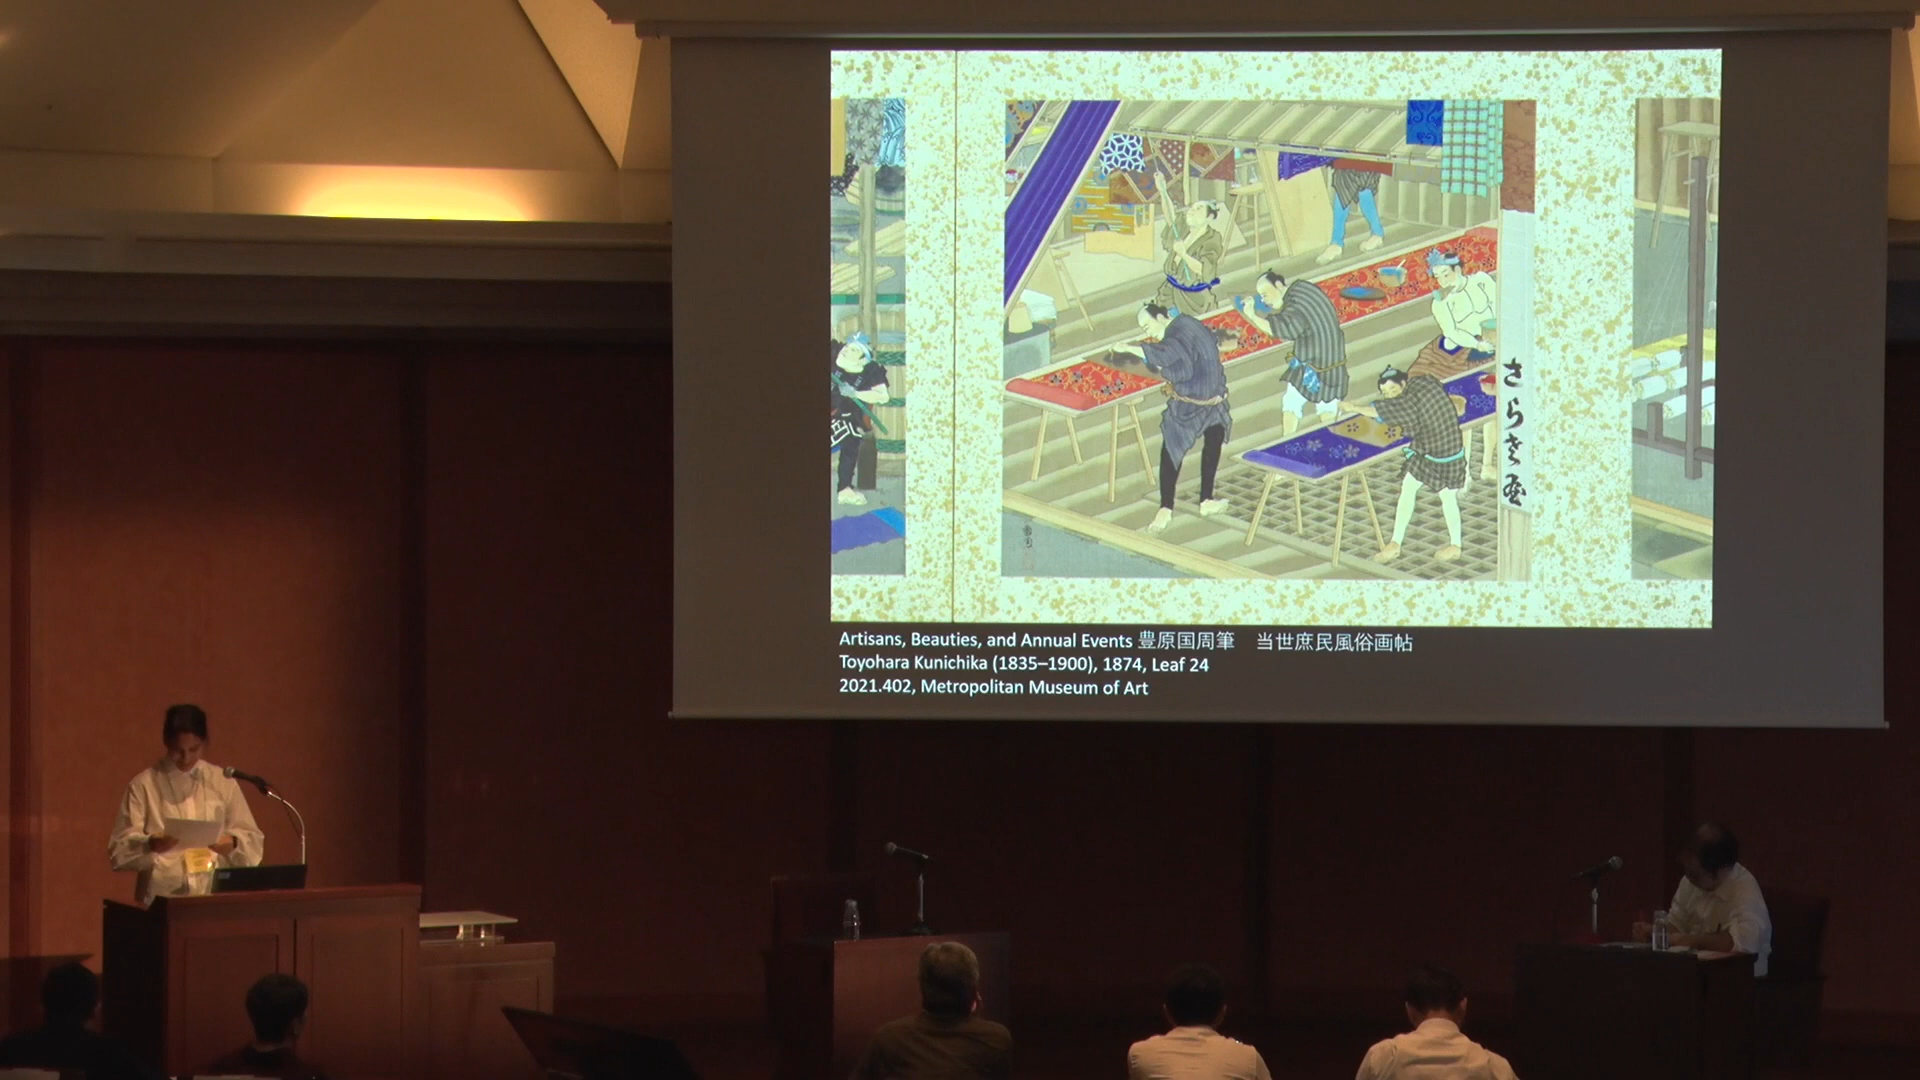 さらさ屋
Artisans, Beauties, and Annual Events 豊原国周筆 当世庶民風俗画帖
Toyohara Kunichika (1835–1900), 1874, Leaf 24
2021.402, Metropolitan Museum of Art